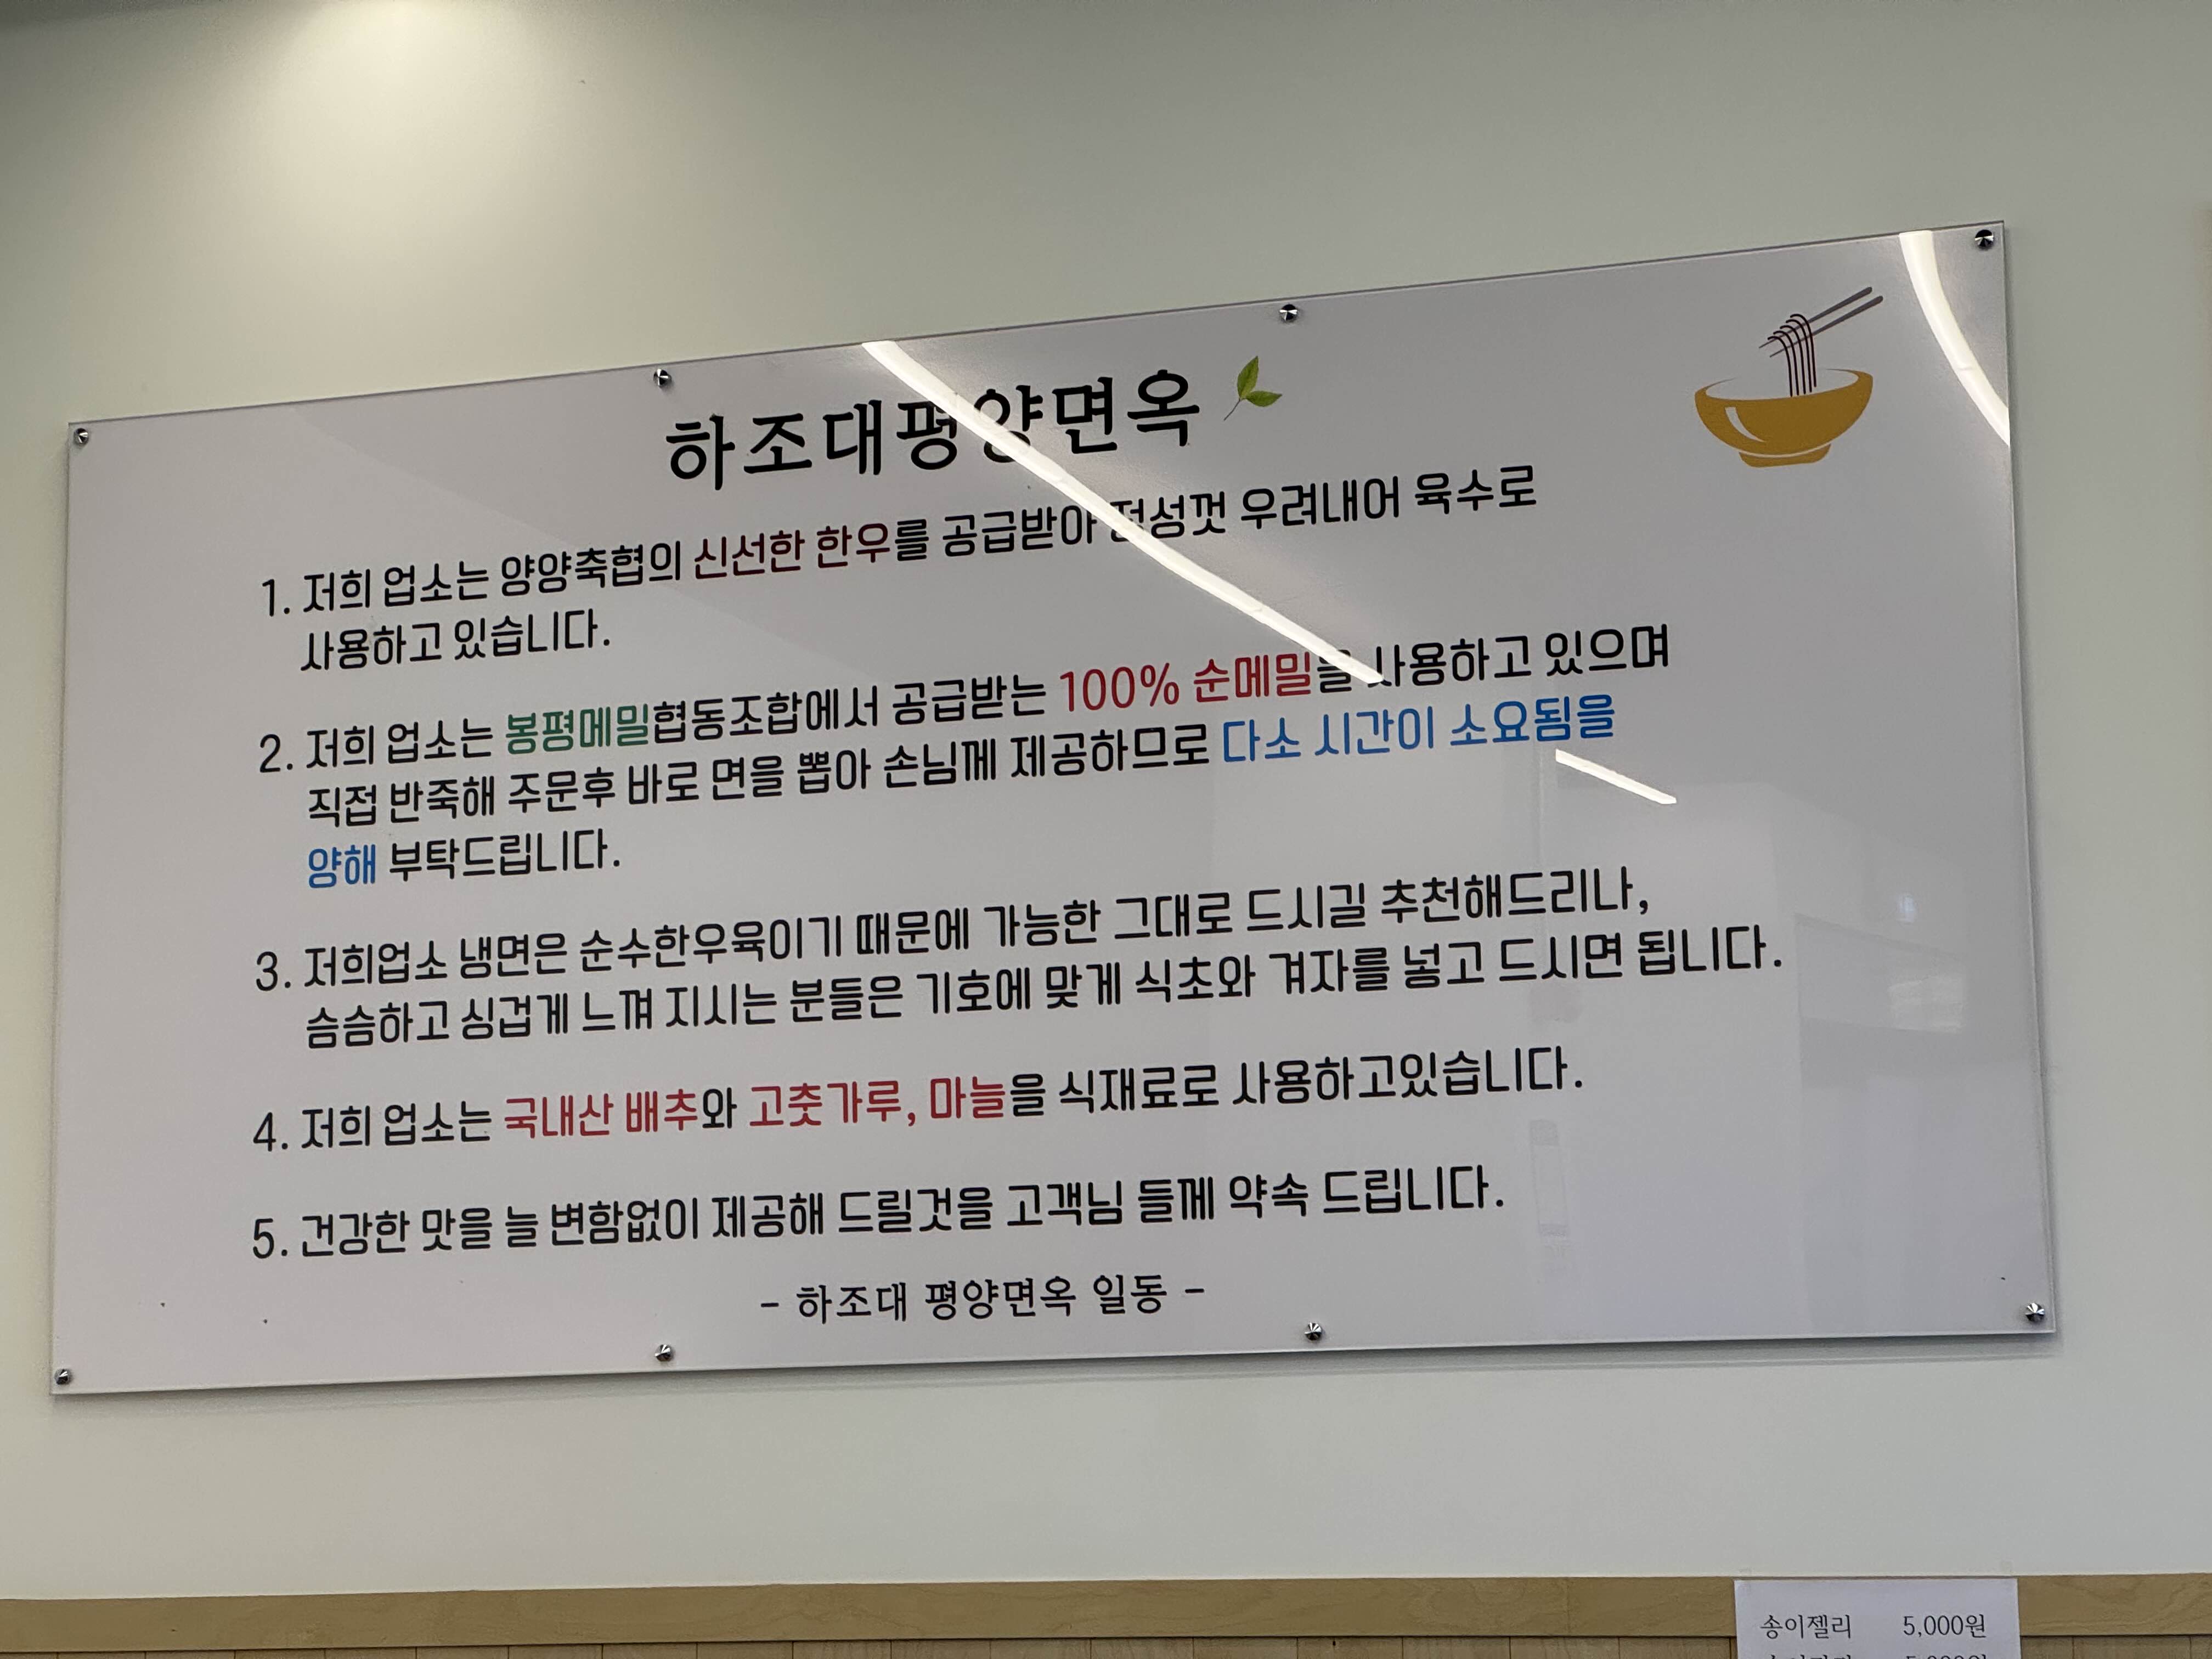 하조대평양면옥
1. 저희 업소는 양양축협의 신선한 한우를 공급받아 정성껏 우려내어 육수로
사용하고 있습니다.
2. 저희 업소는 봉평메밀협동조합에서 공급받는 100% 순메밀을 사용하고 있으며
직접 반죽해 주문후 바로 면을 뽑아 손님께 제공하므로 다소 시간이 소요됨을
양해 부탁드립니다.
3. 저희업소 냉면은 순수한우육이기 때문에 가능한 그대로 드시길 추천해드리나,
슴슴하고 싱겁게 느껴 지시는 분들은 기호에 맞게 식초와 겨자를 넣고 드시면 됩니다.
4. 저희 업소는 국내산 배추와 고춧가루, 마늘을 식재료로 사용하고있습니다.
5. 건강한 맛을 늘 변함없이 제공해 드릴것을 고객님 들께 약속 드립니다.
- 하조대 평양면옥 일동 -
송이젤리 5,000원